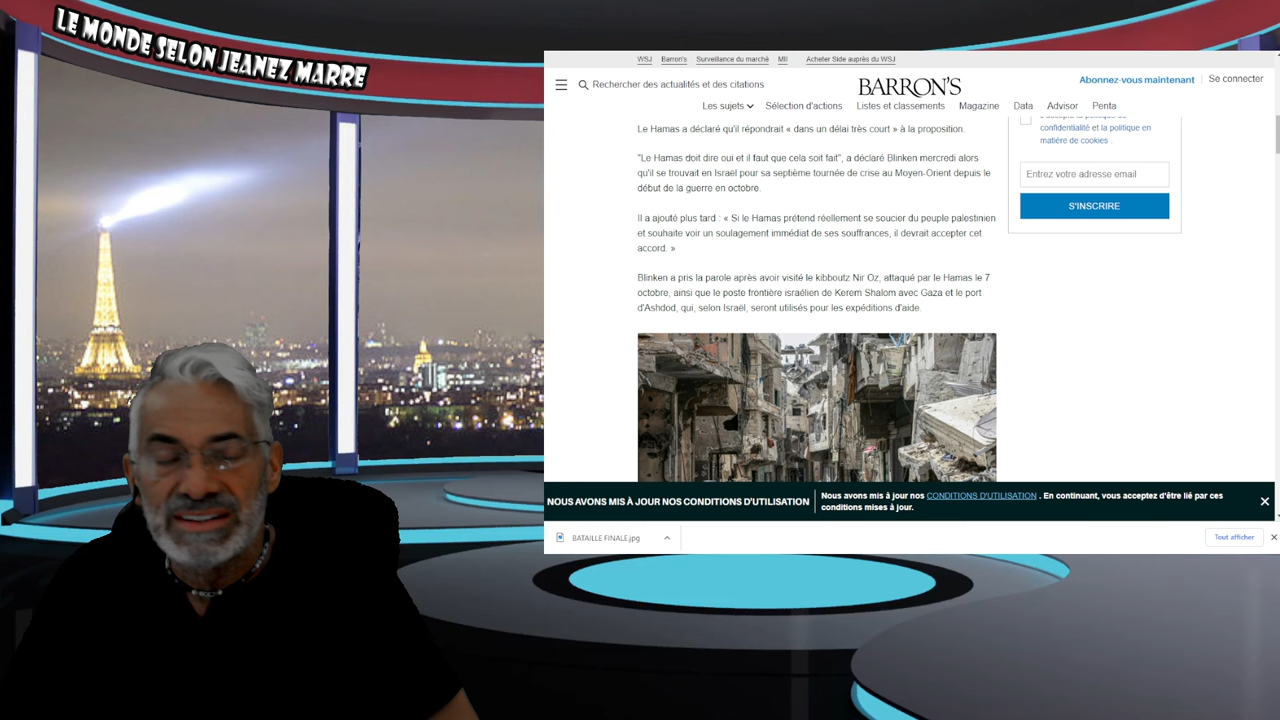 LE MONDE SELON JEANEZ MARRE
WSJ Barron's Surveillance du marché MII Acheter Side auprès du WSJ
Rechercher des actualités et des citations
BARRON'S
Abonnez-vous maintenant Se connecter
Les sujets Sélection d'actions Listes et classements Magazine Data Advisor Penta
Le Hamas a déclaré qu'il répondrait « dans un délai très court » à la proposition.
"Le Hamas doit dire oui et il faut que cela soit fait", a déclaré Blinken mercredi alors
qu'il se trouvait en Israël pour sa septième tournée de crise au Moyen-Orient depuis le
début de la guerre en octobre.
Il a ajouté plus tard : « Si le Hamas prétend réellement se soucier du peuple palestinien
et souhaite voir un soulagement immédiat de ses souffrances, il devrait accepter cet
accord. »
Blinken a pris la parole après avoir visité le kibboutz Nir Oz, attaqué par le Hamas le 7
octobre, ainsi que le poste frontière israélien de Kerem Shalom avec Gaza et le port
d'Ashdod, qui, selon Israël, seront utilisés pour les expéditions d'aide.
confidentialité et la politique en
matière de cookies .
Entrez votre adresse email
S'INSCRIRE
NOUS AVONS MIS À JOUR NOS CONDITIONS D'UTILISATION
Nous avons mis à jour nos CONDITIONS D'UTILISATION . En continuant, vous acceptez d'être lié par ces
conditions mises à jour.
BATAILLE FINALE.jpg
Tout afficher